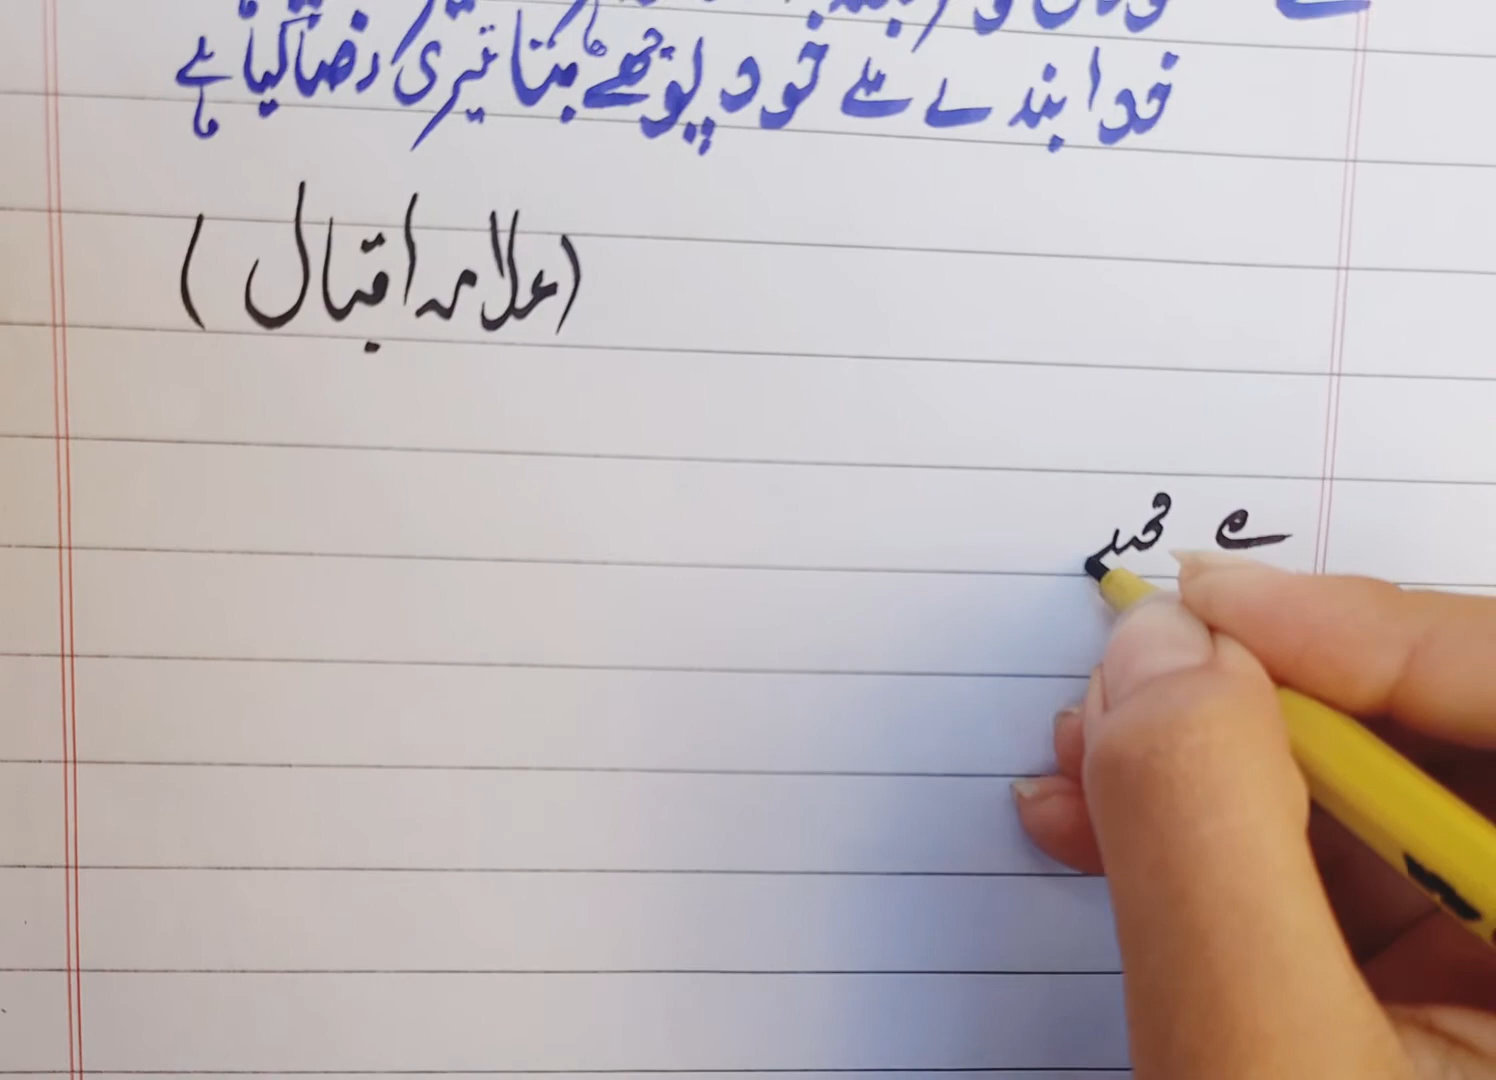 خدا بندے سے خود پوچھے بتا تیری رضا کیا ہے
(علامہ اقبال)